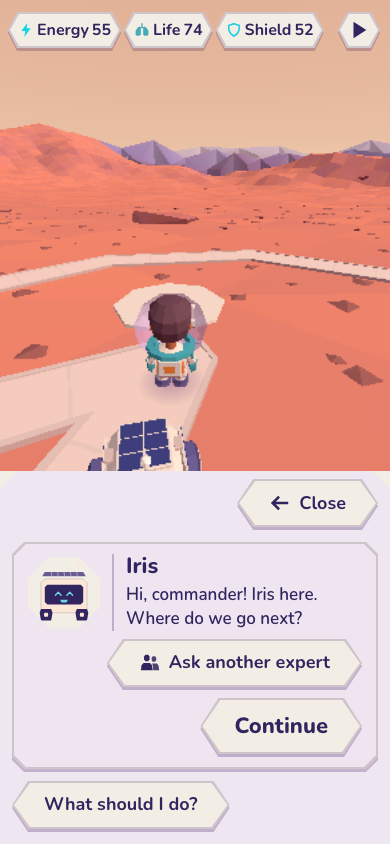 Energy 55
Life 74
Shield 52
Close
Iris
Hi, commander! Iris here.
Where do we go next?
Ask another expert
Continue
What should I do?